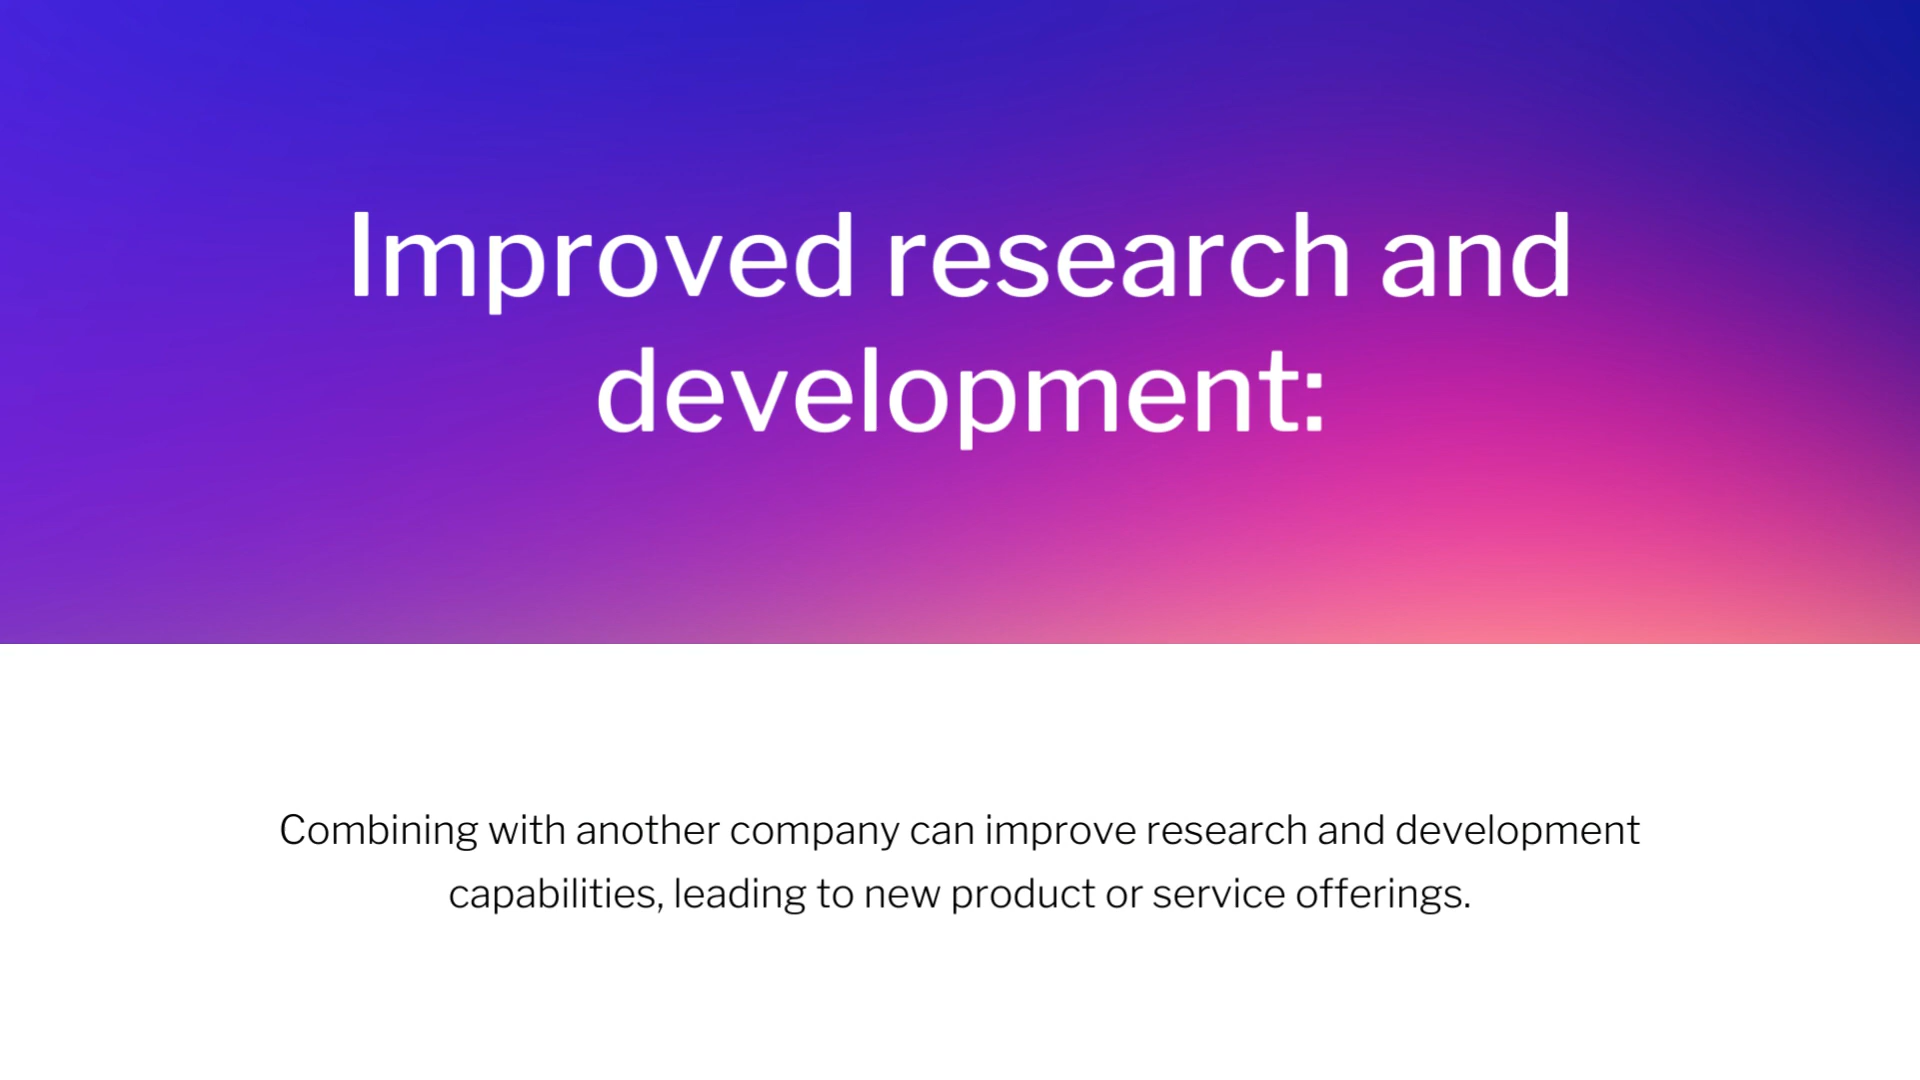 Improved research and
development:
Combining with another company can improve research and development
capabilities, leading to new product or service offerings.